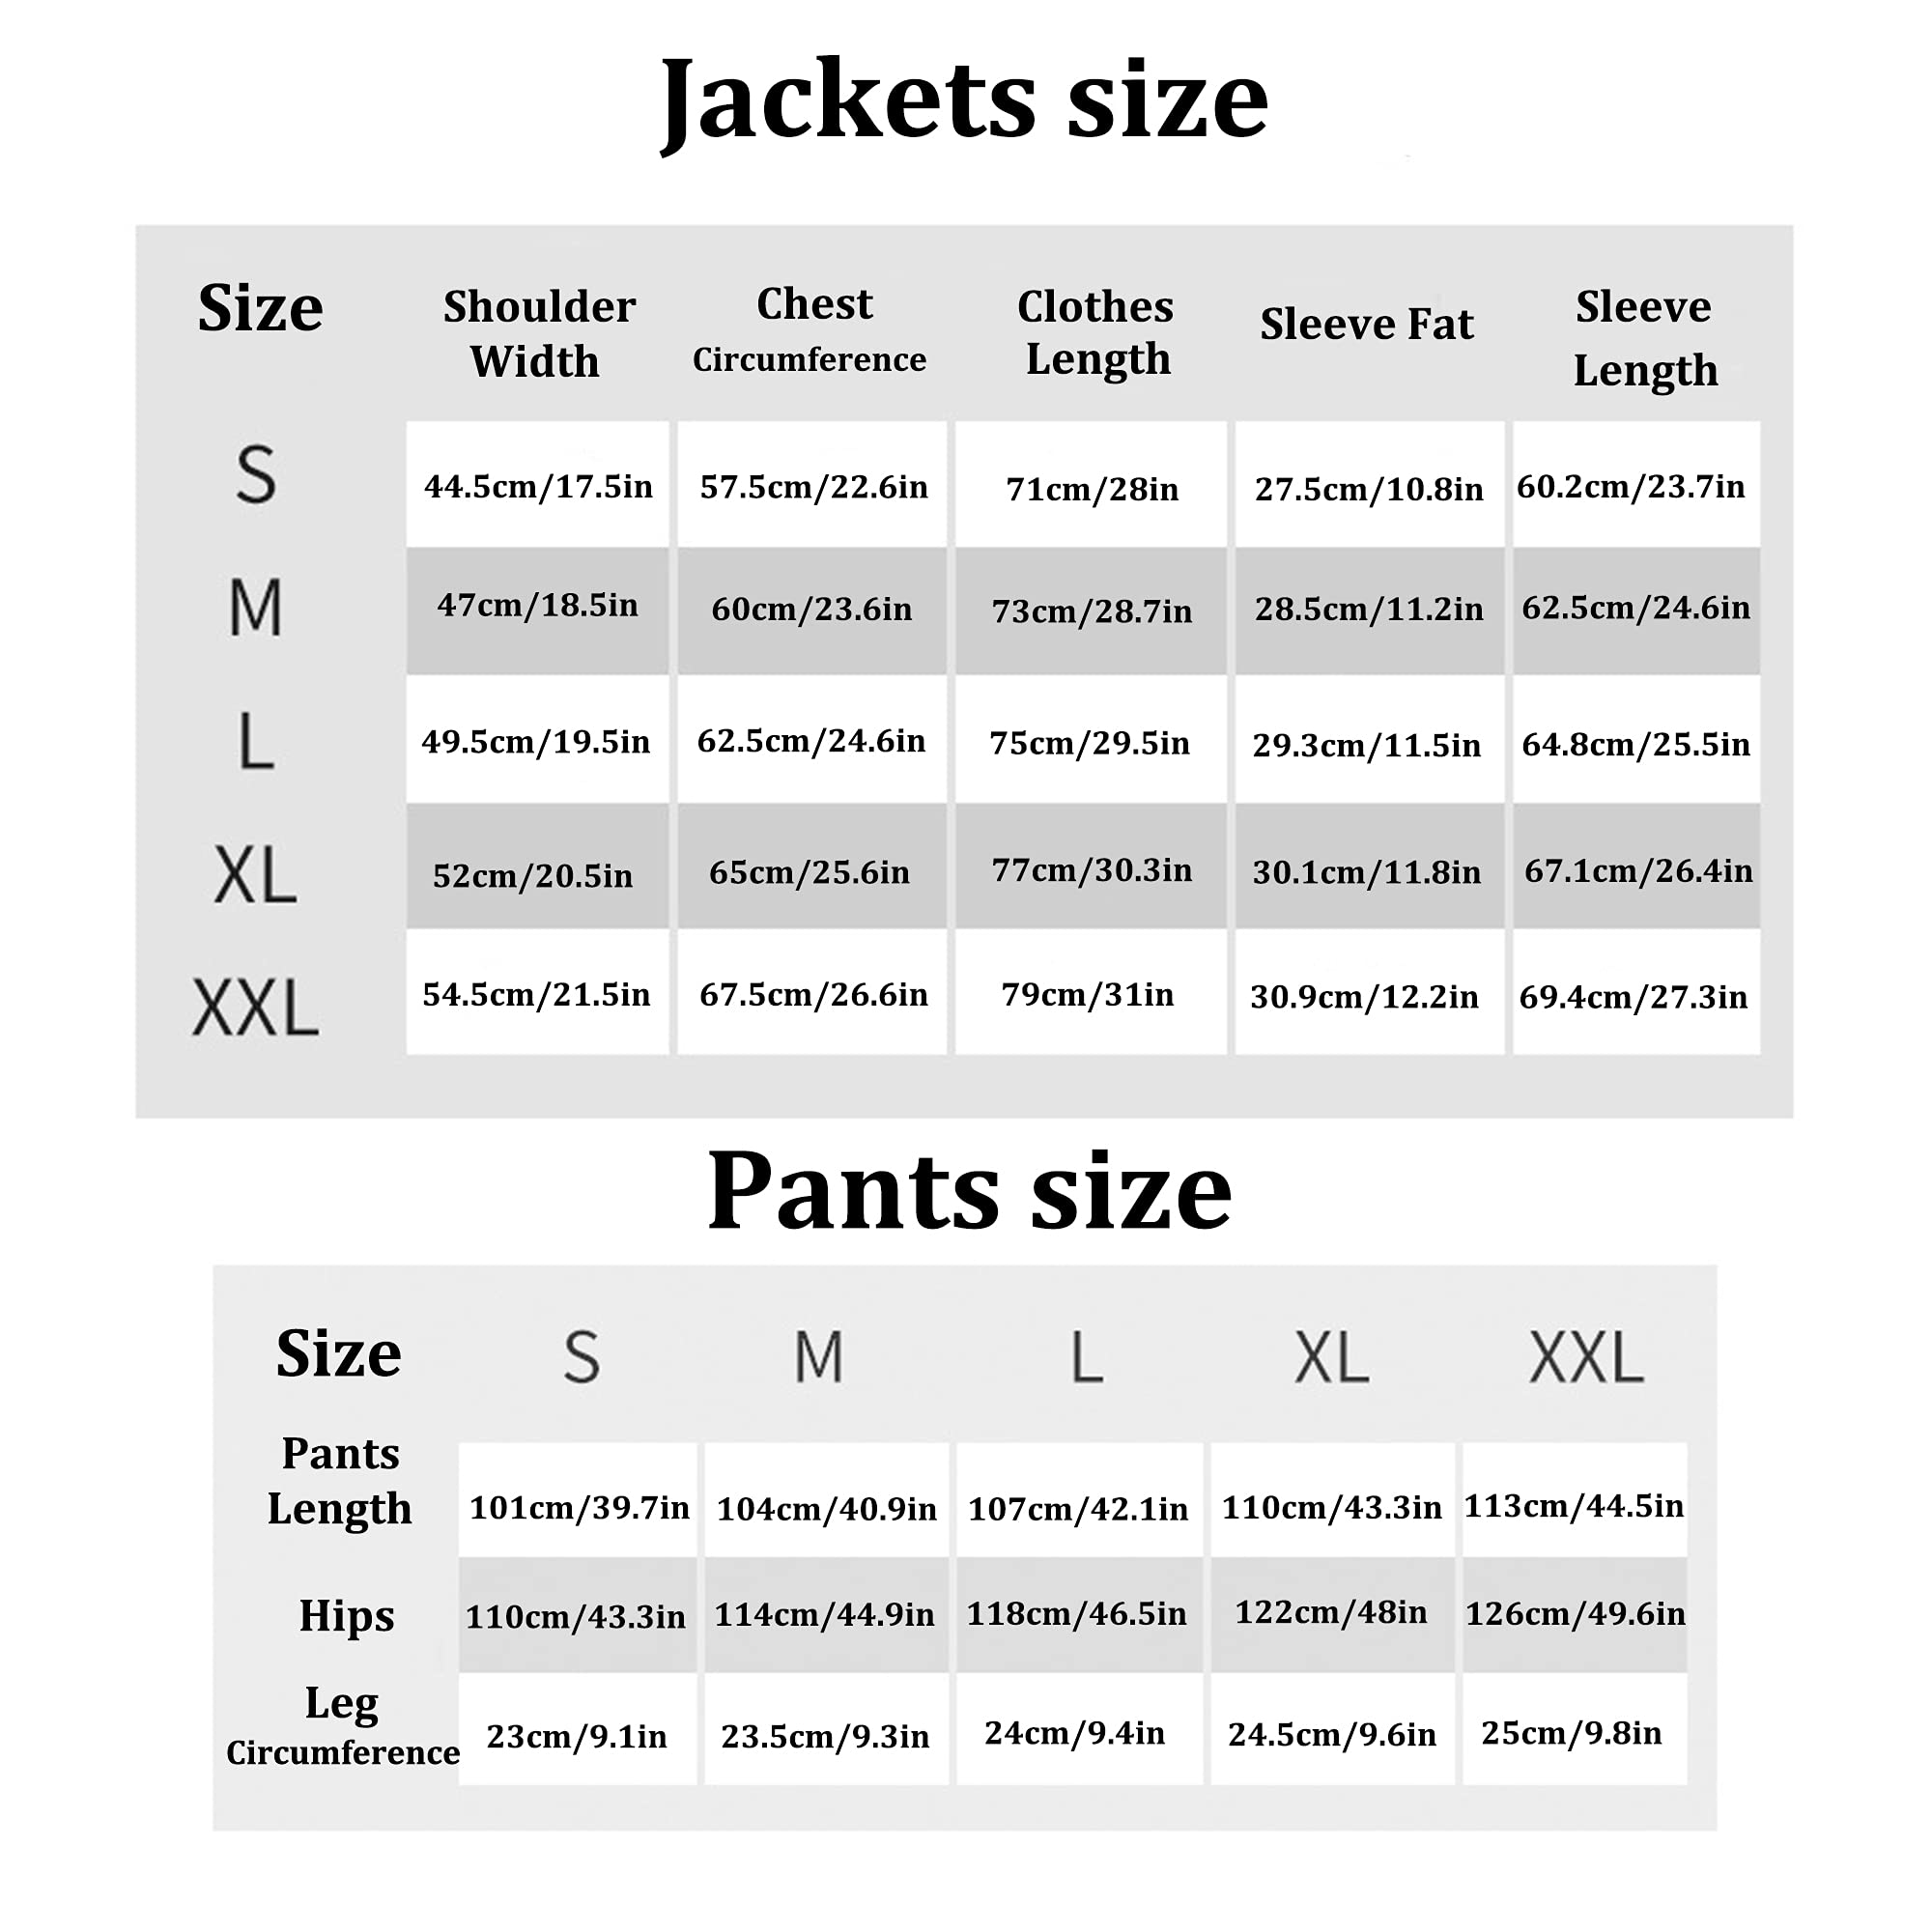 Jackets size
Size Shoulder Width Chest Circumference Clothes Length Sleeve Fat Sleeve Length
S 44.5cm/17.5in 57.5cm/22.6in 71cm/28in 27.5cm/10.8in 60.2cm/23.7in
M 47cm/18.5in 60cm/23.6in 73cm/28.7in 28.5cm/11.2in 62.5cm/24.6in
L 49.5cm/19.5in 62.5cm/24.6in 75cm/29.5in 29.3cm/11.5in 64.8cm/25.5in
XL 52cm/20.5in 65cm/25.6in 77cm/30.3in 30.1cm/11.8in 67.1cm/26.4in
XXL 54.5cm/21.5in 67.5cm/26.6in 79cm/31in 30.9cm/12.2in 69.4cm/27.3in
Pants size
Size S M L XL XXL
Pants Length 101cm/39.7in 104cm/40.9in 107cm/42.1in 110cm/43.3in 113cm/44.5in
Hips 110cm/43.3in 114cm/44.9in 118cm/46.5in 122cm/48in 126cm/49.6in
Leg Circumference 23cm/9.1in 23.5cm/9.3in 24cm/9.4in 24.5cm/9.6in 25cm/9.8in